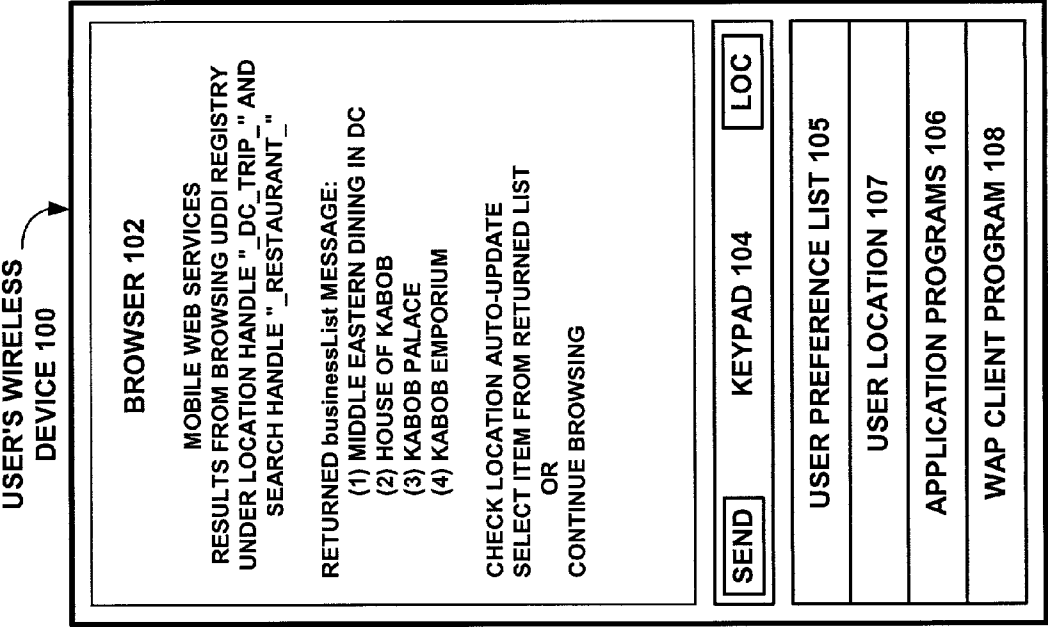 USER'S WIRELESS
DEVICE 100
BROWSER 102
MOBILE WEB SERVICES
RESULTS FROM BROWSING UDDI REGISTRY
UNDER LOCATION HANDLE "_DC_TRIP_" AND
SEARCH HANDLE "_RESTAURANT_"
RETURNED businessList MESSAGE:
(1) MIDDLE EASTERN DINING IN DC
(2) HOUSE OF KABOB
(3) KABOB PALACE
(4) KABOB EMPORIUM
CHECK LOCATION AUTO-UPDATE
SELECT ITEM FROM RETURNED LIST
OR
CONTINUE BROWSING
SEND KEYPAD 104 LOC
USER PREFERENCE LIST 105
USER LOCATION 107
APPLICATION PROGRAMS 106
WAP CLIENT PROGRAM 108